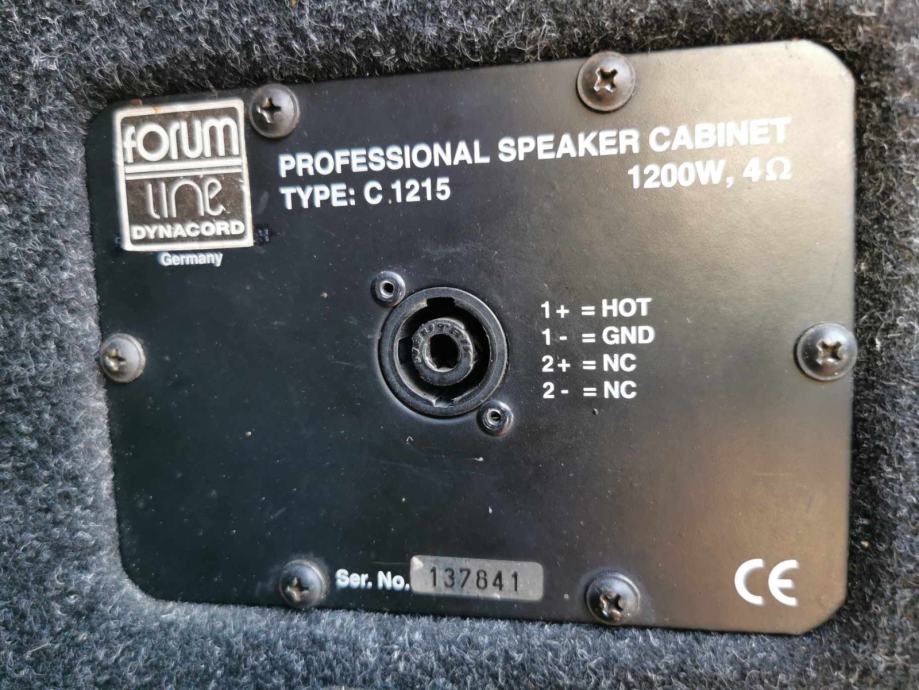 forum
line
DYNACORD
Germany
PROFESSIONAL SPEAKER CABINET
TYPE: C 1215
1200W, 4Ω
1+ = HOT
1- = GND
2+ = NC
2- = NC
Ser. No. 137841
CE